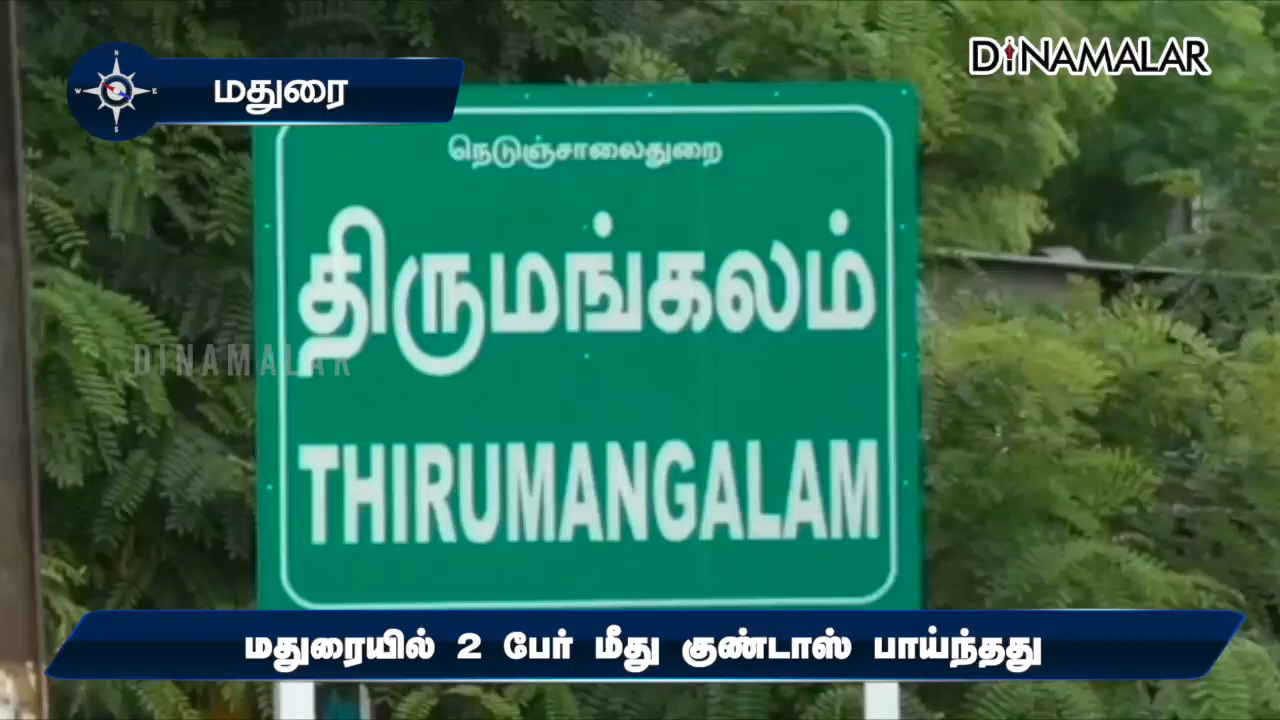 மதுரை
DINAMALAR
நெடுஞ்சாலைதுறை
திருமங்கலம்
DINAMALAR
THIRUMANGALAM
மதுரையில் 2 பேர் மீது குண்டாஸ் பாய்ந்தது
N
W
E
S